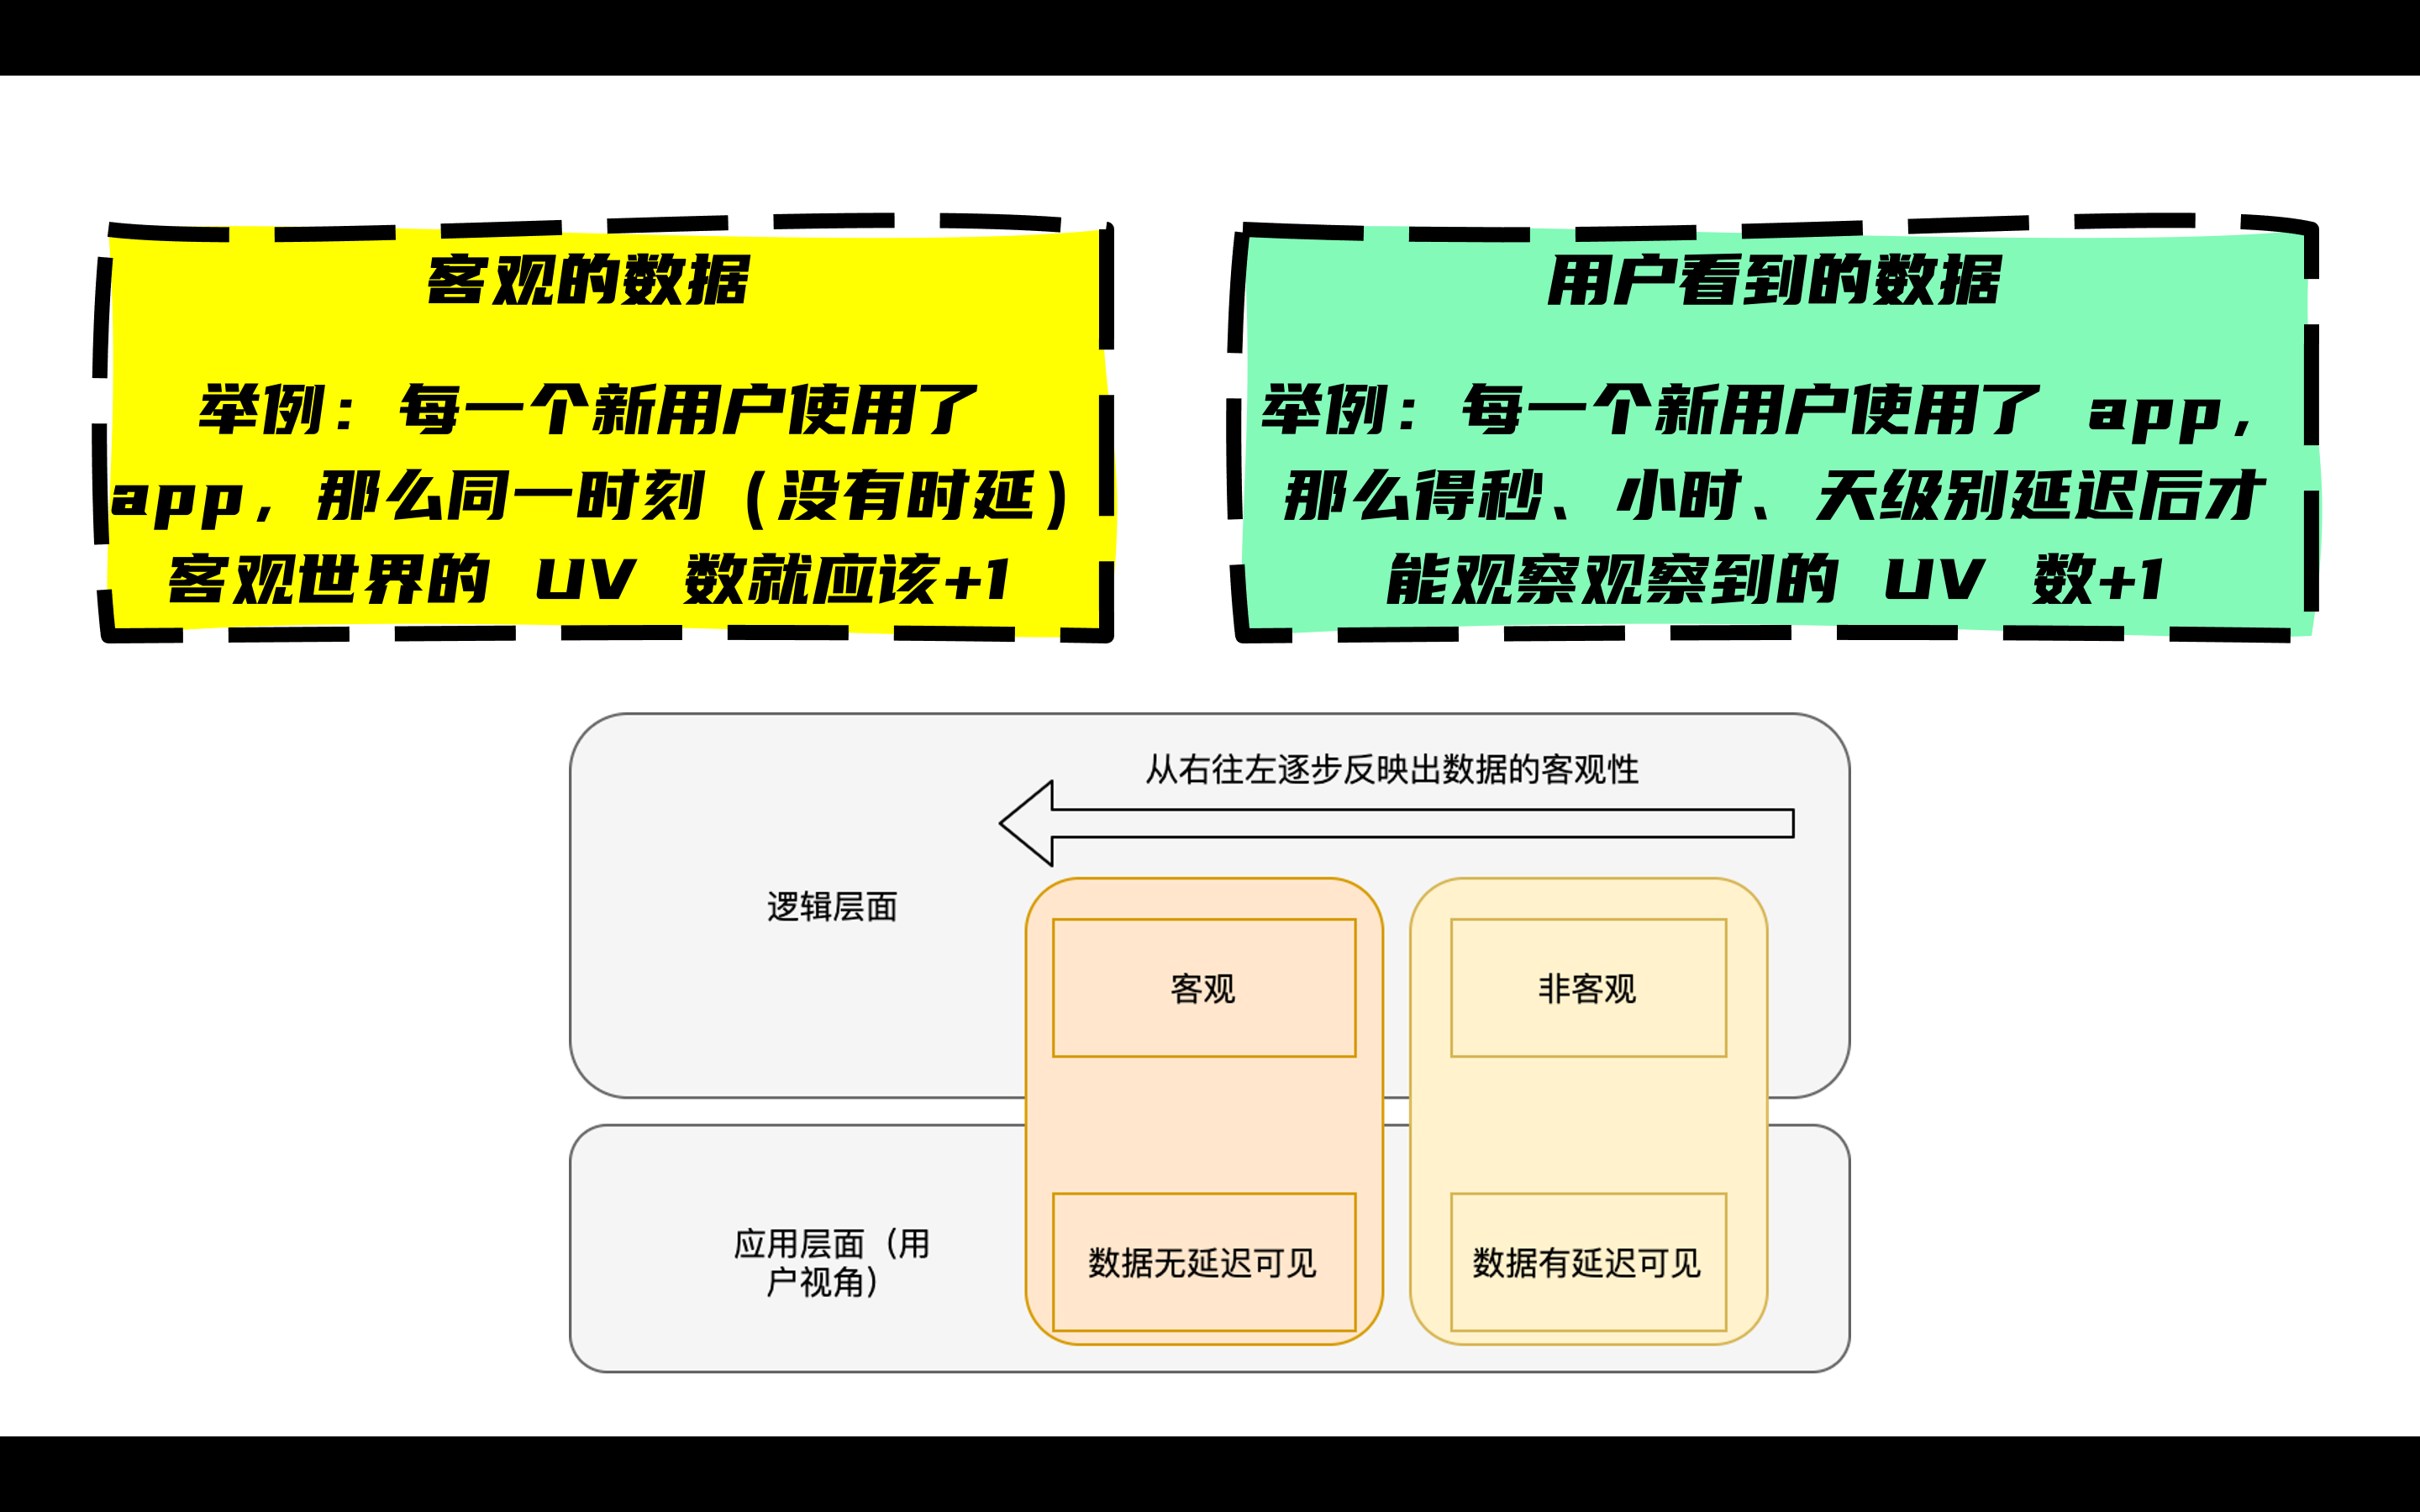 客观的数据
举例：每一个新用户使用了
app，那么同一时刻（没有时延）
客观世界的 UV 数就应该+1
用户看到的数据
举例：每一个新用户使用了 app，
那么得秒、小时、天级别延迟后才
能观察观察到的 UV 数+1
从右往左逐步反映出数据的客观性
逻辑层面
客观
非客观
应用层面（用
户视角）
数据无延迟可见
数据有延迟可见